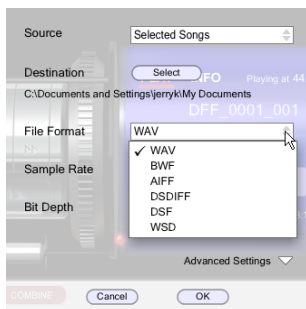 Source Selected Songs
Destination Select INFO Playing at 44
C:\Documents and Settings\jerryk\My Documents
DFF_0001_001
File Format WAV
✓ WAV
Sample Rate
BWF
AIFF
DSDIFF
Bit Depth
DSF
WSD
Advanced Settings
COMBINE Cancel OK